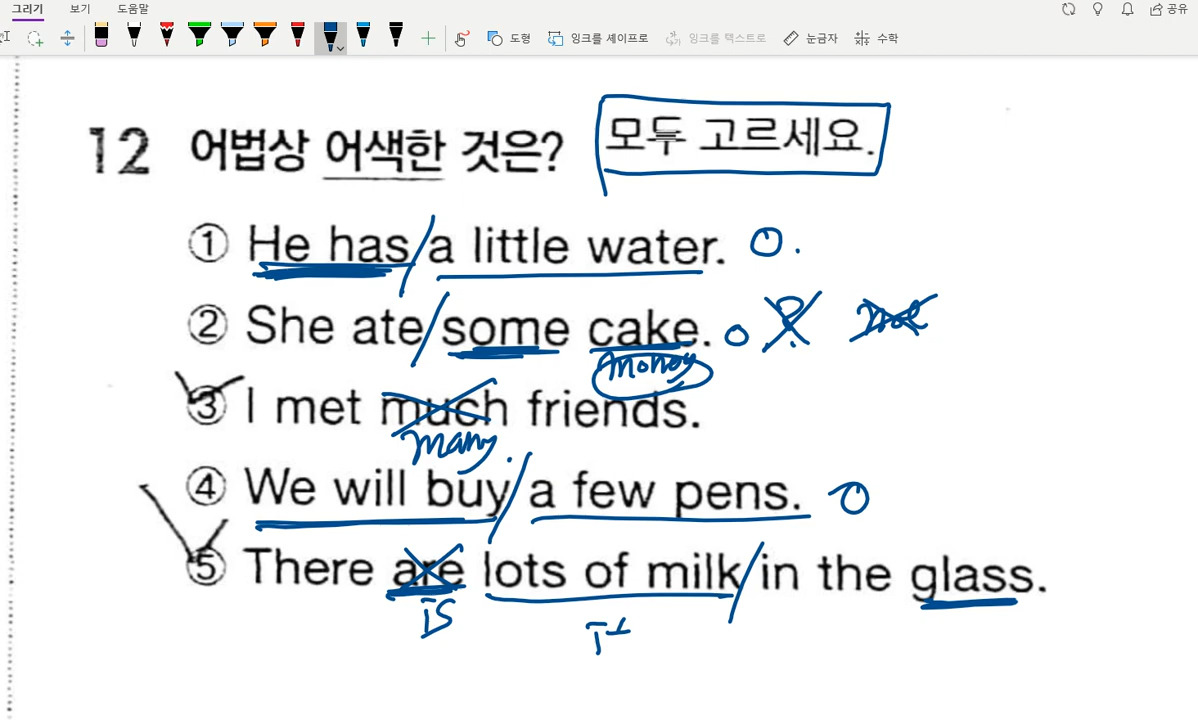 그리기 보기 도움말 공유
도형 잉크를 셰이프로 잉크를 텍스트로 눈금자 수학
12 어법상 어색한 것은? 모두 고르세요.
① He has a little water.
② She ate some cake.
money
③ I met much friends.
many.
④ We will buy a few pens.
⑤ There are lots of milk in the glass.
is